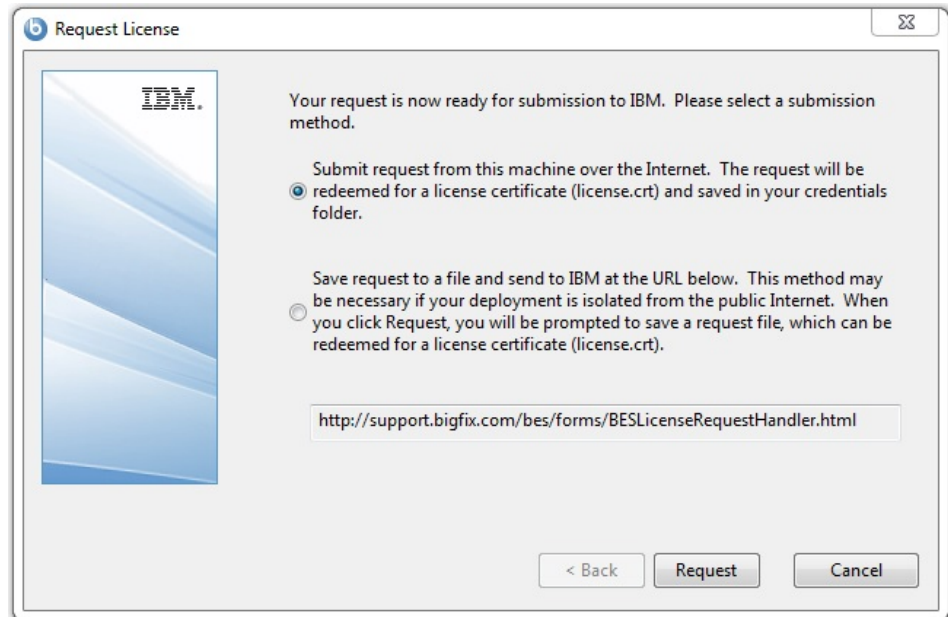 Request License
IBM.
Your request is now ready for submission to IBM. Please select a submission
method.
Submit request from this machine over the Internet. The request will be
redeemed for a license certificate (license.crt) and saved in your credentials
folder.
Save request to a file and send to IBM at the URL below. This method may
be necessary if your deployment is isolated from the public Internet. When
you click Request, you will be prompted to save a request file, which can be
redeemed for a license certificate (license.crt).
http://support.bigfix.com/bes/forms/BESLicenseRequestHandler.html
< Back
Request
Cancel